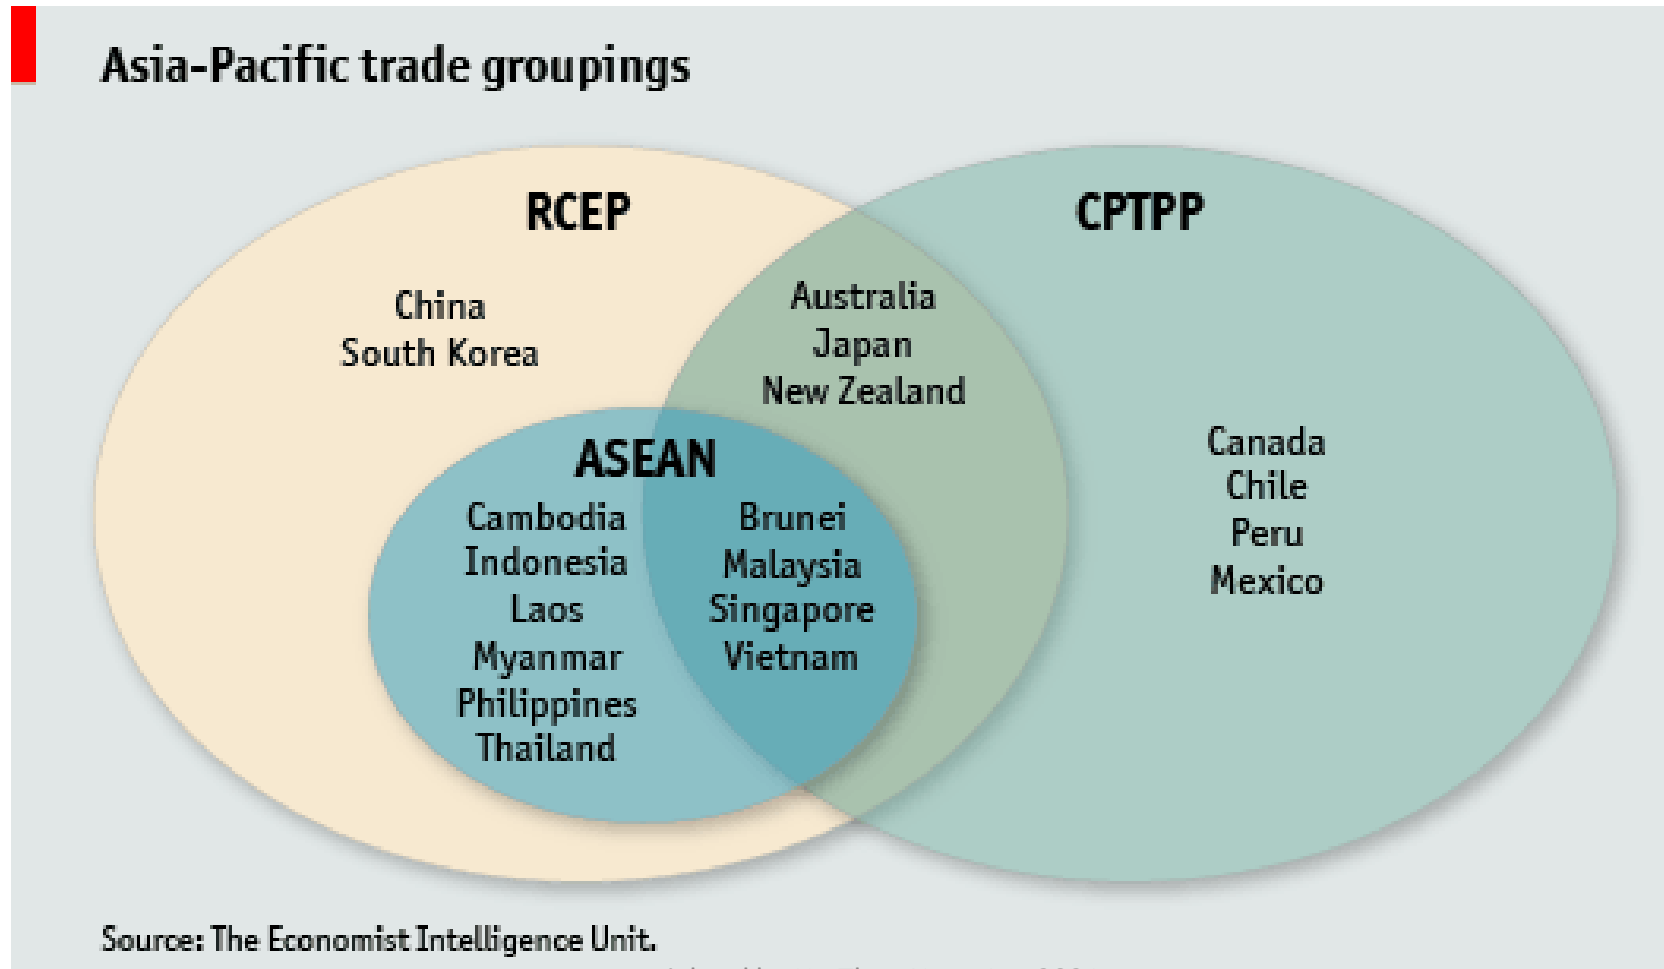 Asia-Pacific trade groupings
RCEP
CPTPP
China
South Korea
Australia
Japan
New Zealand
ASEAN
Cambodia
Indonesia
Laos
Myanmar
Philippines
Thailand
Brunei
Malaysia
Singapore
Vietnam
Canada
Chile
Peru
Mexico
Source: The Economist Intelligence Unit.